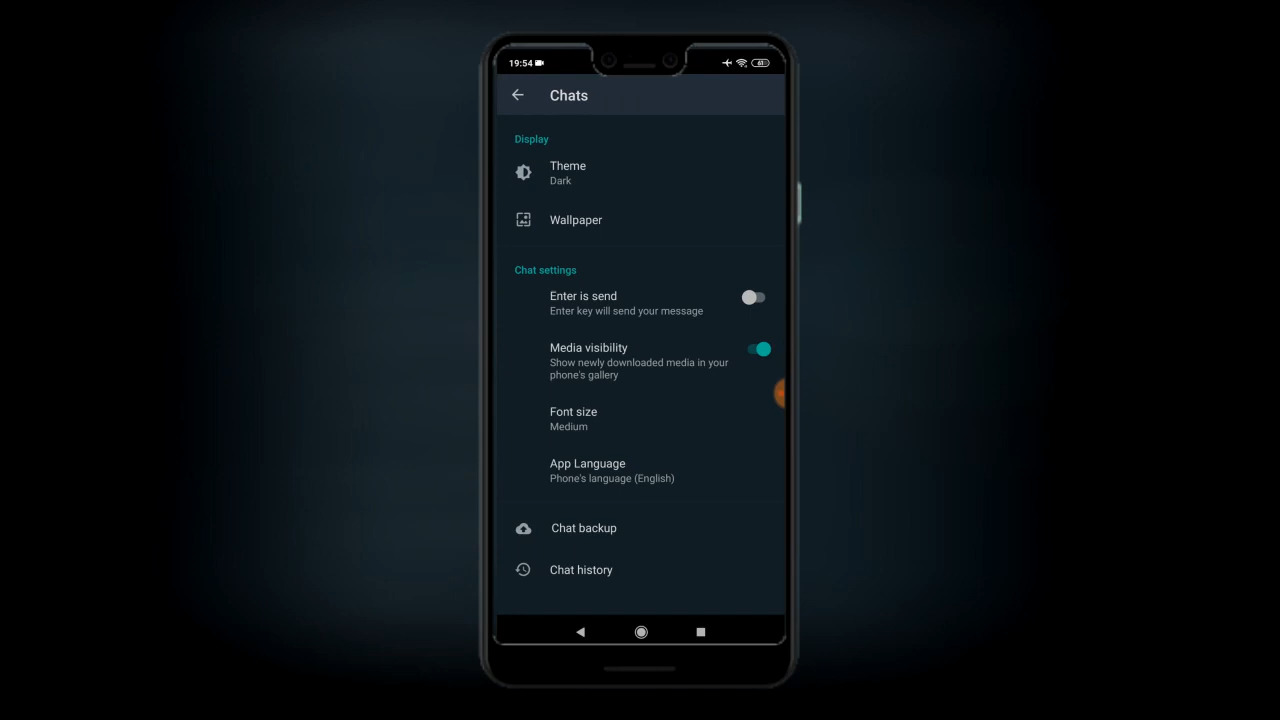 19:54
61
Chats
Display
Theme
Dark
Wallpaper
Chat settings
Enter is send
Enter key will send your message
Media visibility
Show newly downloaded media in your
phone's gallery
Font size
Medium
App Language
Phone's language (English)
Chat backup
Chat history